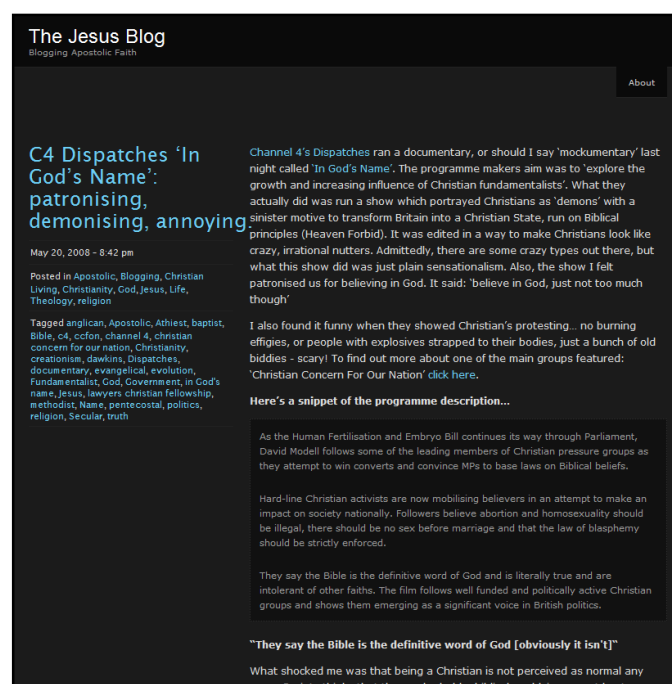 The Jesus Blog
Blogging Apostolic Faith
About
C4 Dispatches ‘In
God’s Name’:
patronising,
demonising, annoying.
May 20, 2008 – 8:42 pm
Posted in Apostolic, Blogging, Christian
Living, Christianity, God, Jesus, Life,
Theology, religion
Tagged anglican, Apostolic, Athiest, baptist,
Bible, c4, ccfon, channel 4, christian
concern for our nation, Christianity,
creationism, dawkins, Dispatches,
documentary, evangelical, evolution,
Fundamentalist, God, Government, in God's
name, Jesus, lawyers christian fellowship,
methodist, Name, pentecostal, politics,
religion, Secular, truth
Channel 4’s Dispatches ran a documentary, or should I say ‘mockumentary’ last
night called ‘In God’s Name’. The programme makers aim was to ‘explore the
growth and increasing influence of Christian fundamentalists’. What they
actually did was run a show which portrayed Christians as ‘demons’ with a
sinister motive to transform Britain into a Christian State, run on Biblical
principles (Heaven Forbid). It was edited in a way to make Christians look like
crazy, irrational nutters. Admittedly, there are some crazy types out there, but
what this show did was just plain sensationalism. Also, the show I felt
patronised us for believing in God. It said: ‘believe in God, just not too much
though’
I also found it funny when they showed Christian’s protesting… no burning
effigies, or people with explosives strapped to their bodies, just a bunch of old
biddies - scary! To find out more about one of the main groups featured:
‘Christian Concern For Our Nation’ click here.
Here’s a snippet of the programme description…
As the Human Fertilisation and Embryo Bill continues its way through Parliament,
David Modell follows some of the leading members of Christian pressure groups as
they attempt to win converts and convince MPs to base laws on Biblical beliefs.
Hard-line Christian activists are now mobilising believers in an attempt to make an
impact on society nationally. Followers believe abortion and homosexuality should
be illegal, there should be no sex before marriage and that the law of blasphemy
should be strictly enforced.
They say the Bible is the definitive word of God and is literally true and are
intolerant of other faiths. The film follows well funded and politically active Christian
groups and shows them emerging as a significant voice in British politics.
“They say the Bible is the definitive word of God [obviously it isn’t]“
What shocked me was that being a Christian is not perceived as normal any